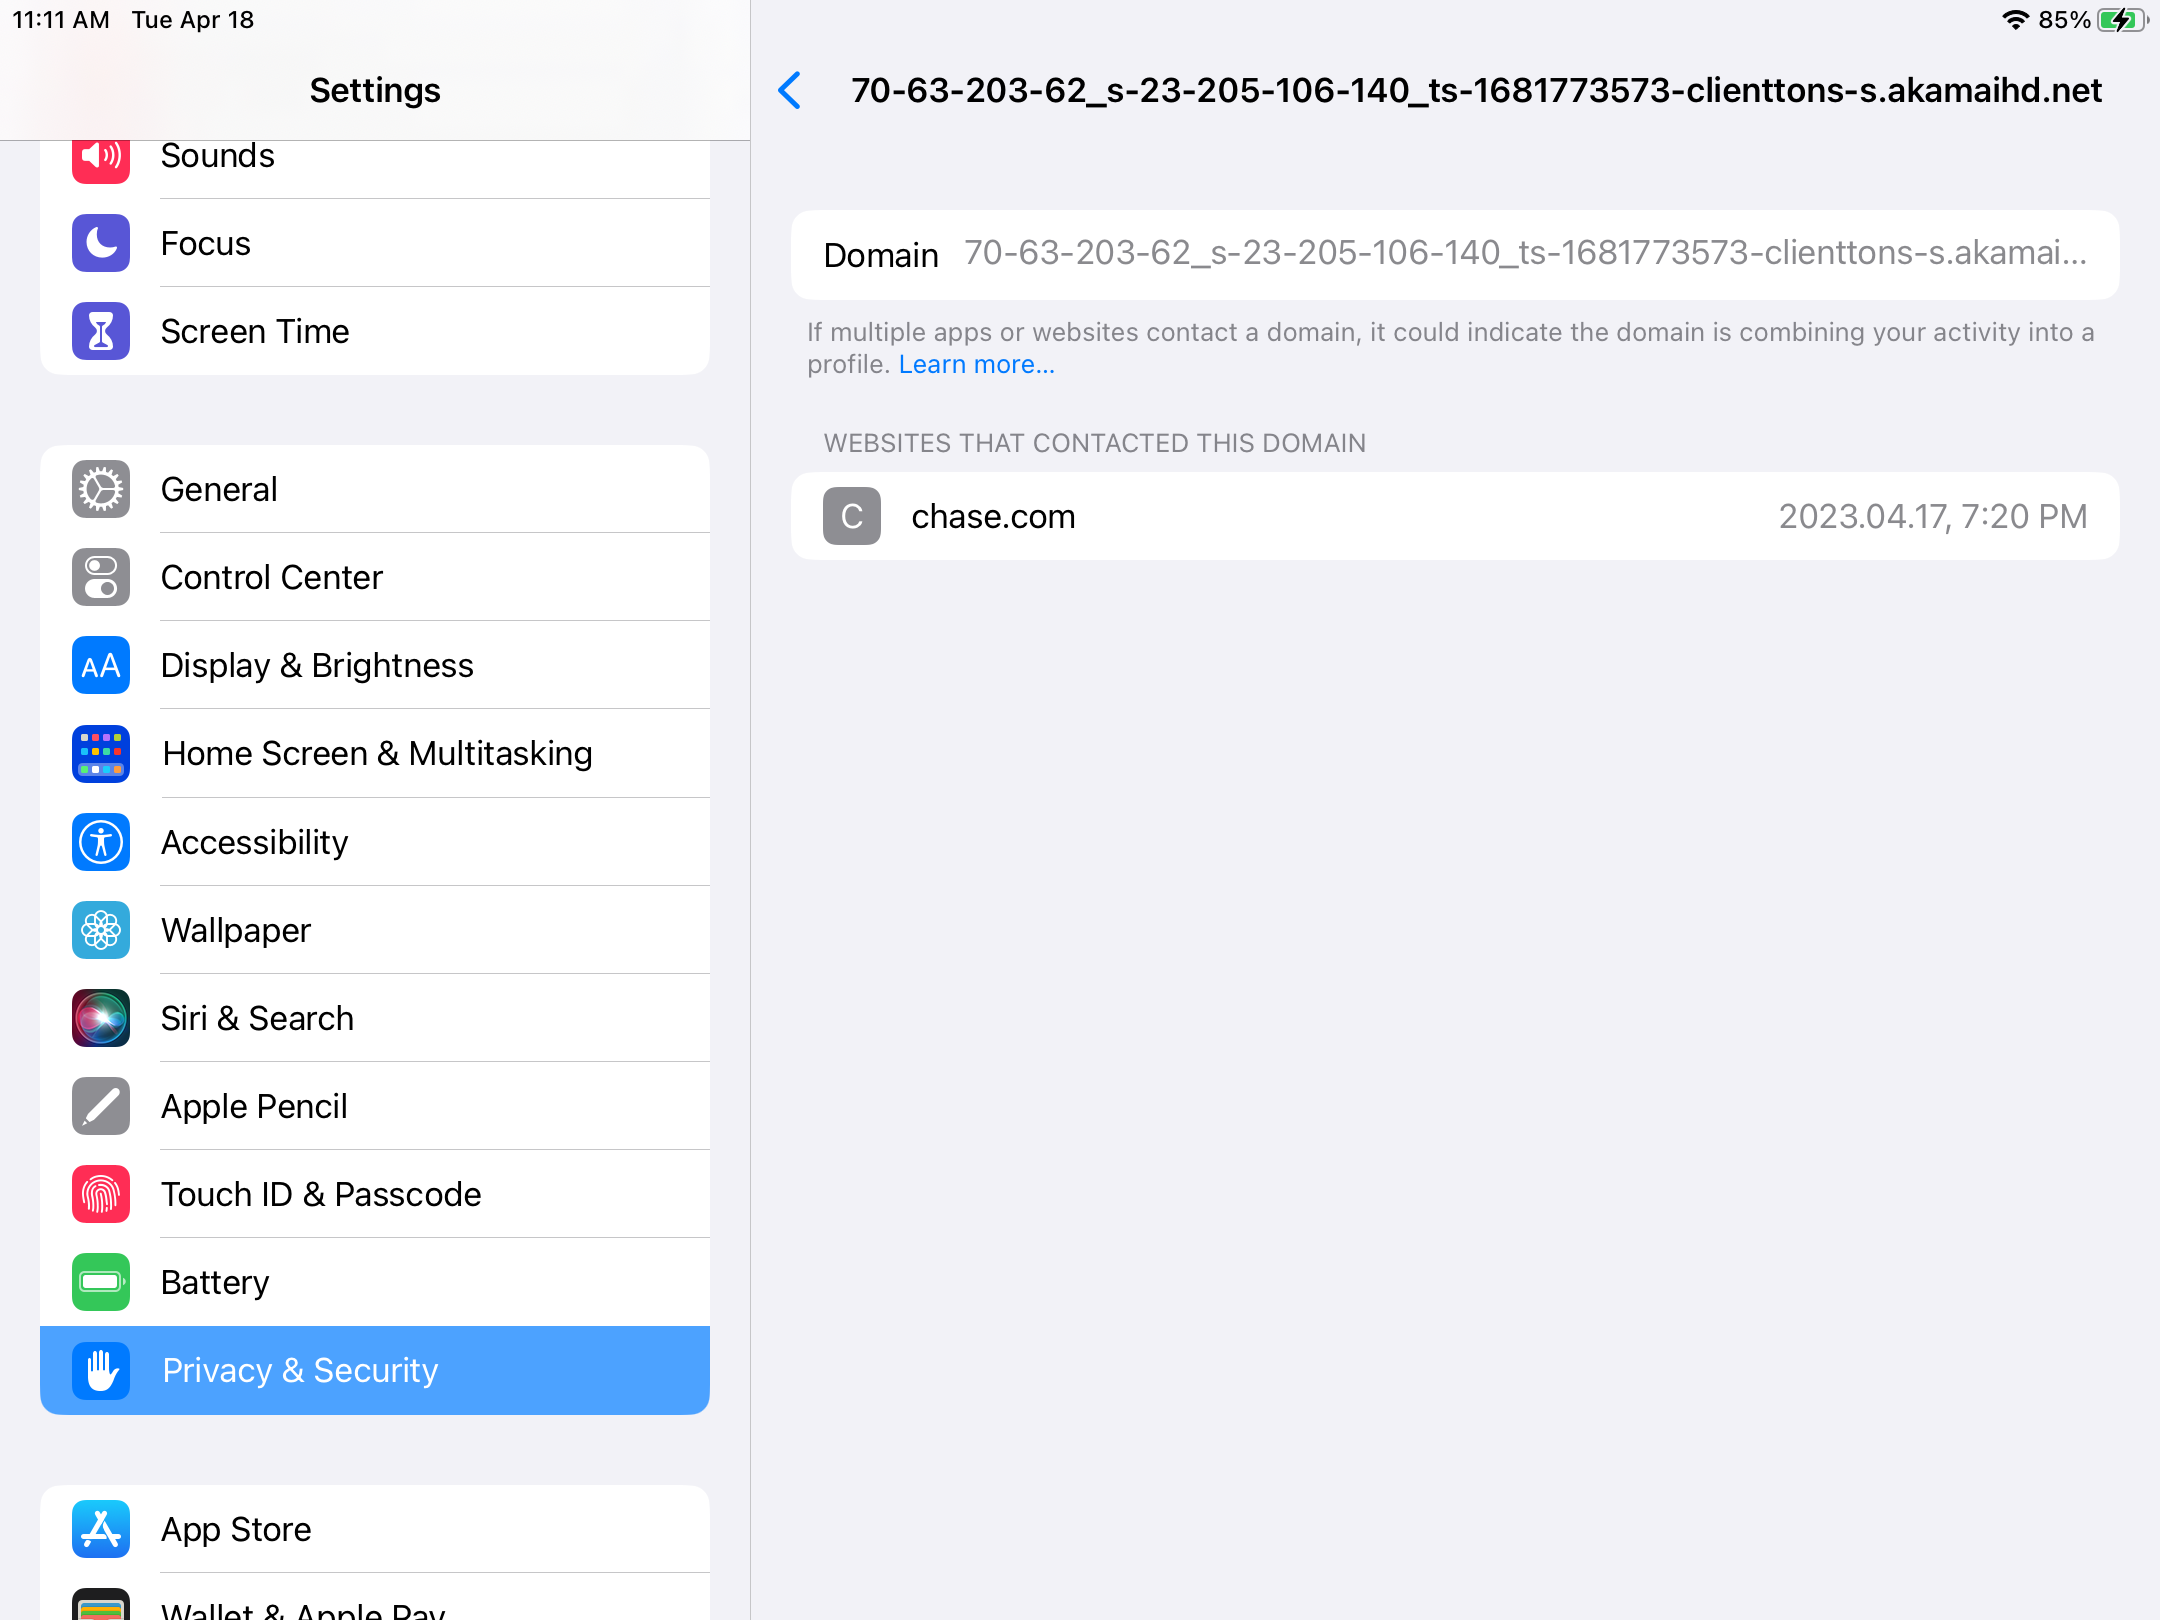 11:11 AM Tue Apr 18
85%
Settings
Sounds
Focus
Screen Time
General
Control Center
AA
Display & Brightness
Home Screen & Multitasking
Accessibility
Wallpaper
Siri & Search
Apple Pencil
Touch ID & Passcode
Battery
Privacy & Security
App Store
Wallet & Apple Pay
70-63-203-62_s-23-205-106-140_ts-1681773573-clienttons-s.akamaihd.net
Domain 70-63-203-62_s-23-205-106-140_ts-1681773573-clienttons-s.akamai...
If multiple apps or websites contact a domain, it could indicate the domain is combining your activity into a
profile. Learn more...
WEBSITES THAT CONTACTED THIS DOMAIN
C chase.com 2023.04.17, 7:20 PM